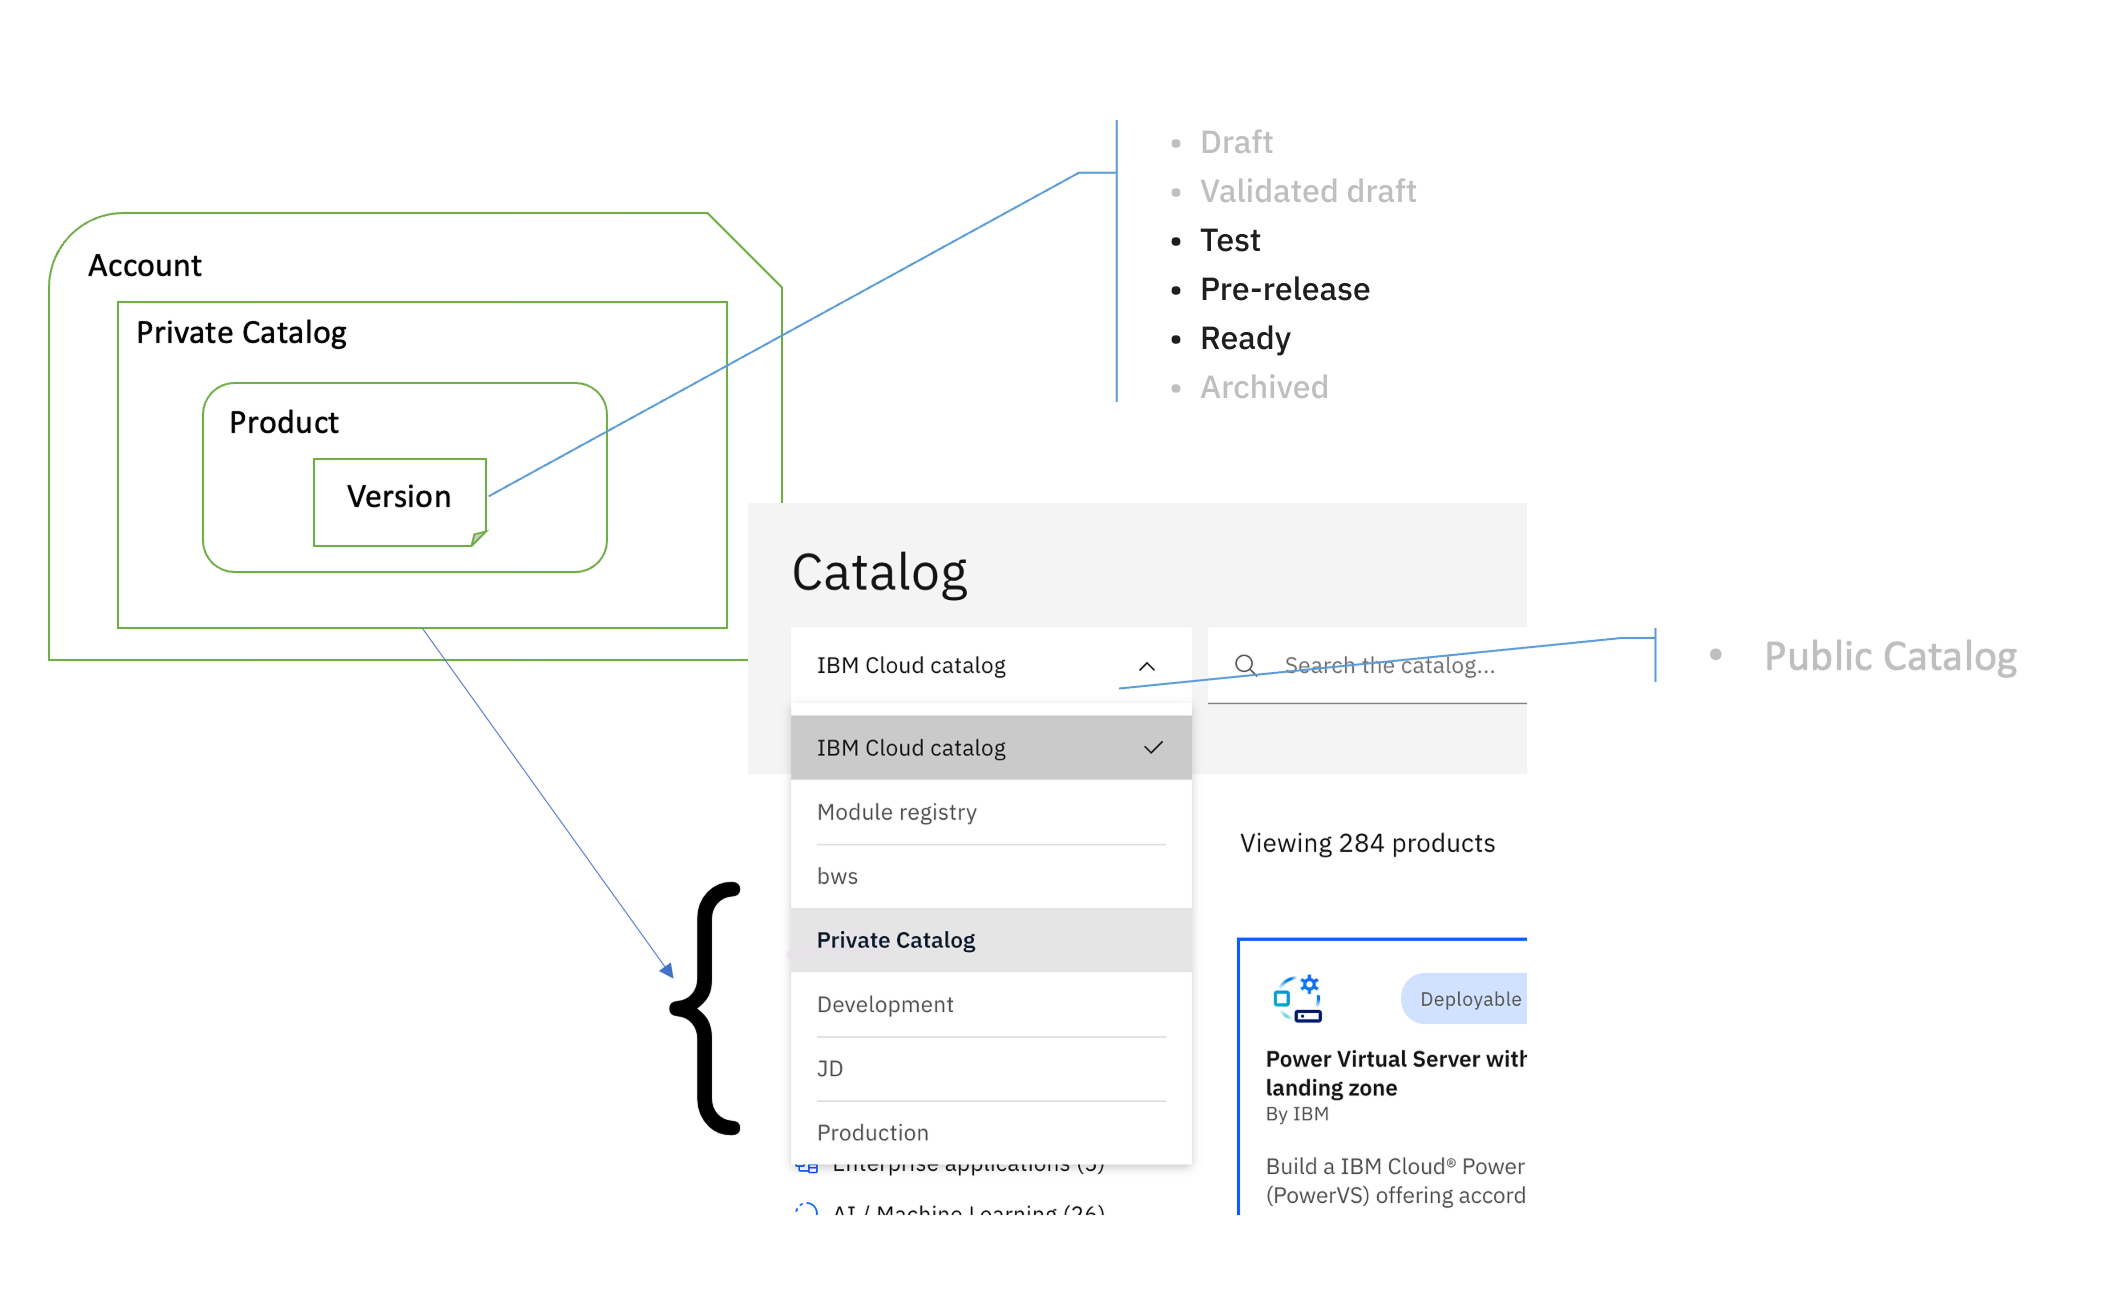 • Draft
• Validated draft
• Test
• Pre-release
• Ready
• Archived
Account
Private Catalog
Product
Version
Catalog
IBM Cloud catalog
Search the catalog...
• Public Catalog
IBM Cloud catalog
Module registry
bws
Private Catalog
Development
JD
Production
Enterprise applications (5)
AI / Machine Learning (26)
Viewing 284 products
Deployable
Power Virtual Server with
landing zone
By IBM
Build a IBM Cloud® Power
(PowerVS) offering accord